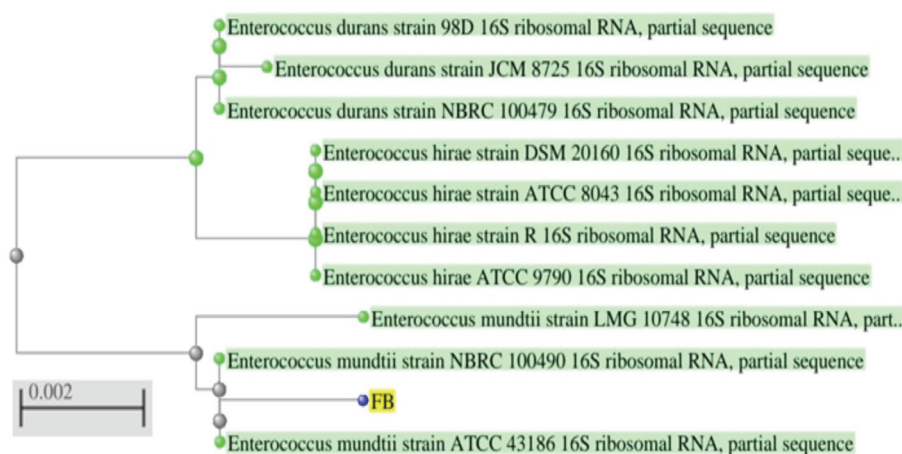 Enterococcus durans strain 98D 16S ribosomal RNA, partial sequence
Enterococcus durans strain JCM 8725 16S ribosomal RNA, partial sequence
Enterococcus durans strain NBRC 100479 16S ribosomal RNA, partial sequence
Enterococcus hirae strain DSM 20160 16S ribosomal RNA, partial seque...
Enterococcus hirae strain ATCC 8043 16S ribosomal RNA, partial seque...
Enterococcus hirae strain R 16S ribosomal RNA, partial sequence
Enterococcus hirae ATCC 9790 16S ribosomal RNA, partial sequence
Enterococcus mundtii strain LMG 10748 16S ribosomal RNA, part...
Enterococcus mundtii strain NBRC 100490 16S ribosomal RNA, partial sequence
0.002
FB
Enterococcus mundtii strain ATCC 43186 16S ribosomal RNA, partial sequence